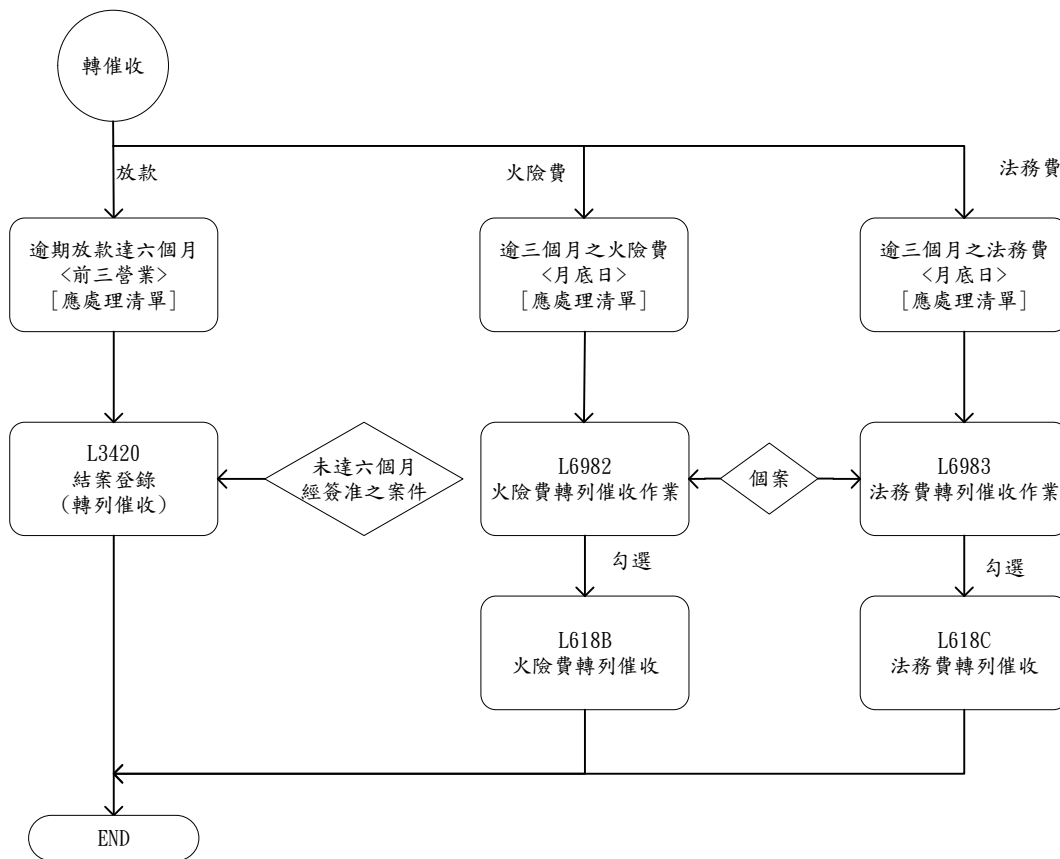 轉催收
放款
火險費
法務費
逾期放款達六個月
<前三營業>
[應處理清單]
逾三個月之火險費
<月底日>
[應處理清單]
逾三個月之法務費
<月底日>
[應處理清單]
L3420
結案登錄
(轉列催收)
未達六個月
經簽准之案件
L6982
火險費轉列催收作業
個案
L6983
法務費轉列催收作業
勾選
勾選
L618B
火險費轉列催收
L618C
法務費轉列催收
END